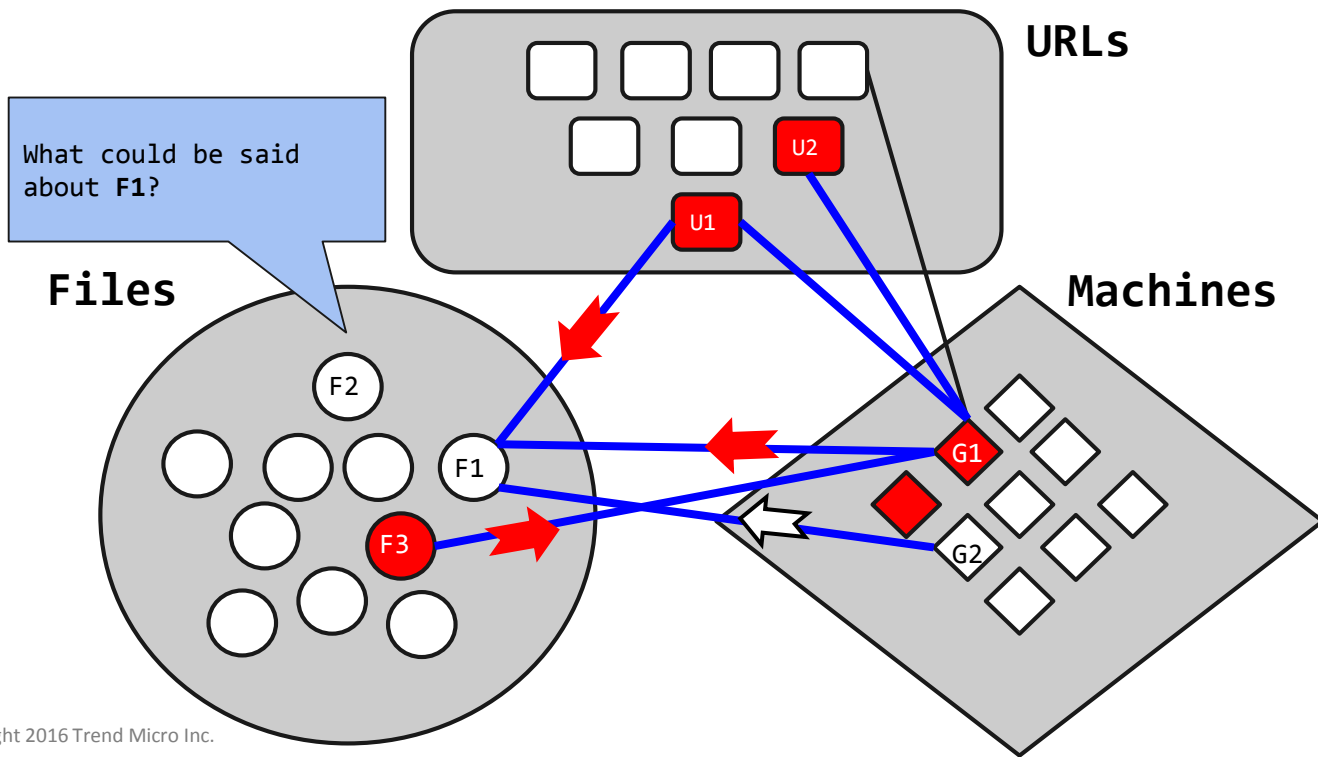 URLs
What could be said
about F1?
U2
U1
Files
Machines
F2
F1
G1
F3
G2
ght 2016 Trend Micro Inc.